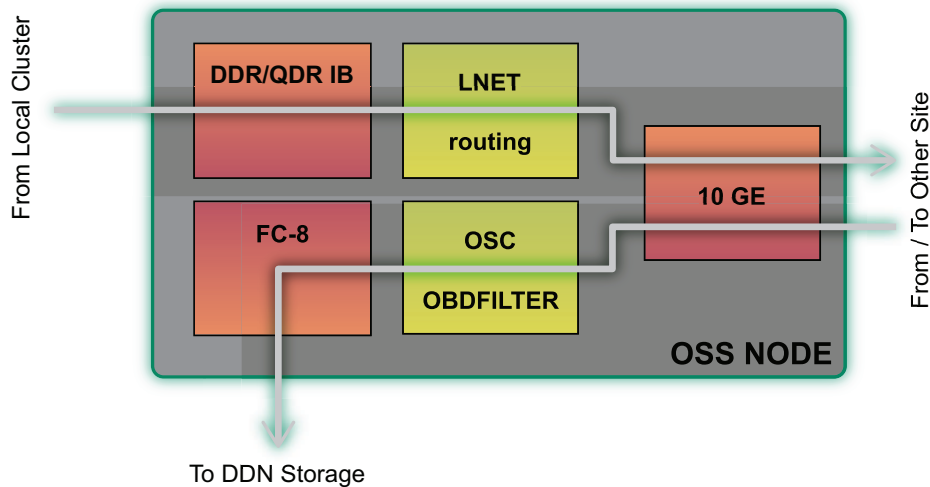 From Local Cluster
DDR/QDR IB
LNET
routing
10 GE
From / To Other Site
FC-8
OSC
OBDFILTER
OSS NODE
To DDN Storage